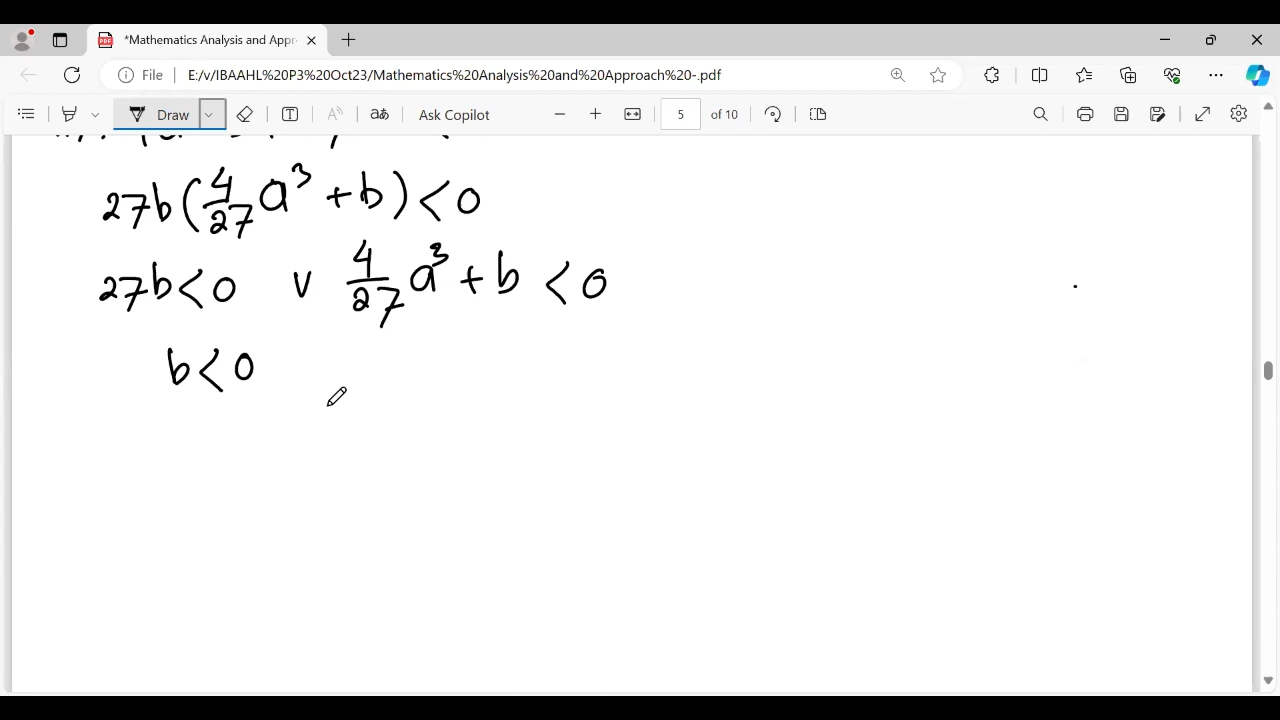 *Mathematics Analysis and Appr
File E:/v/IBAAHL%20P3%20Oct23/Mathematics%20Analysis%20and%20Approach%20-.pdf
Draw Ask Copilot 5 of 10
27b(4/27 a³ + b) < 0
27b < 0 v 4/27 a³ + b < 0
b < 0